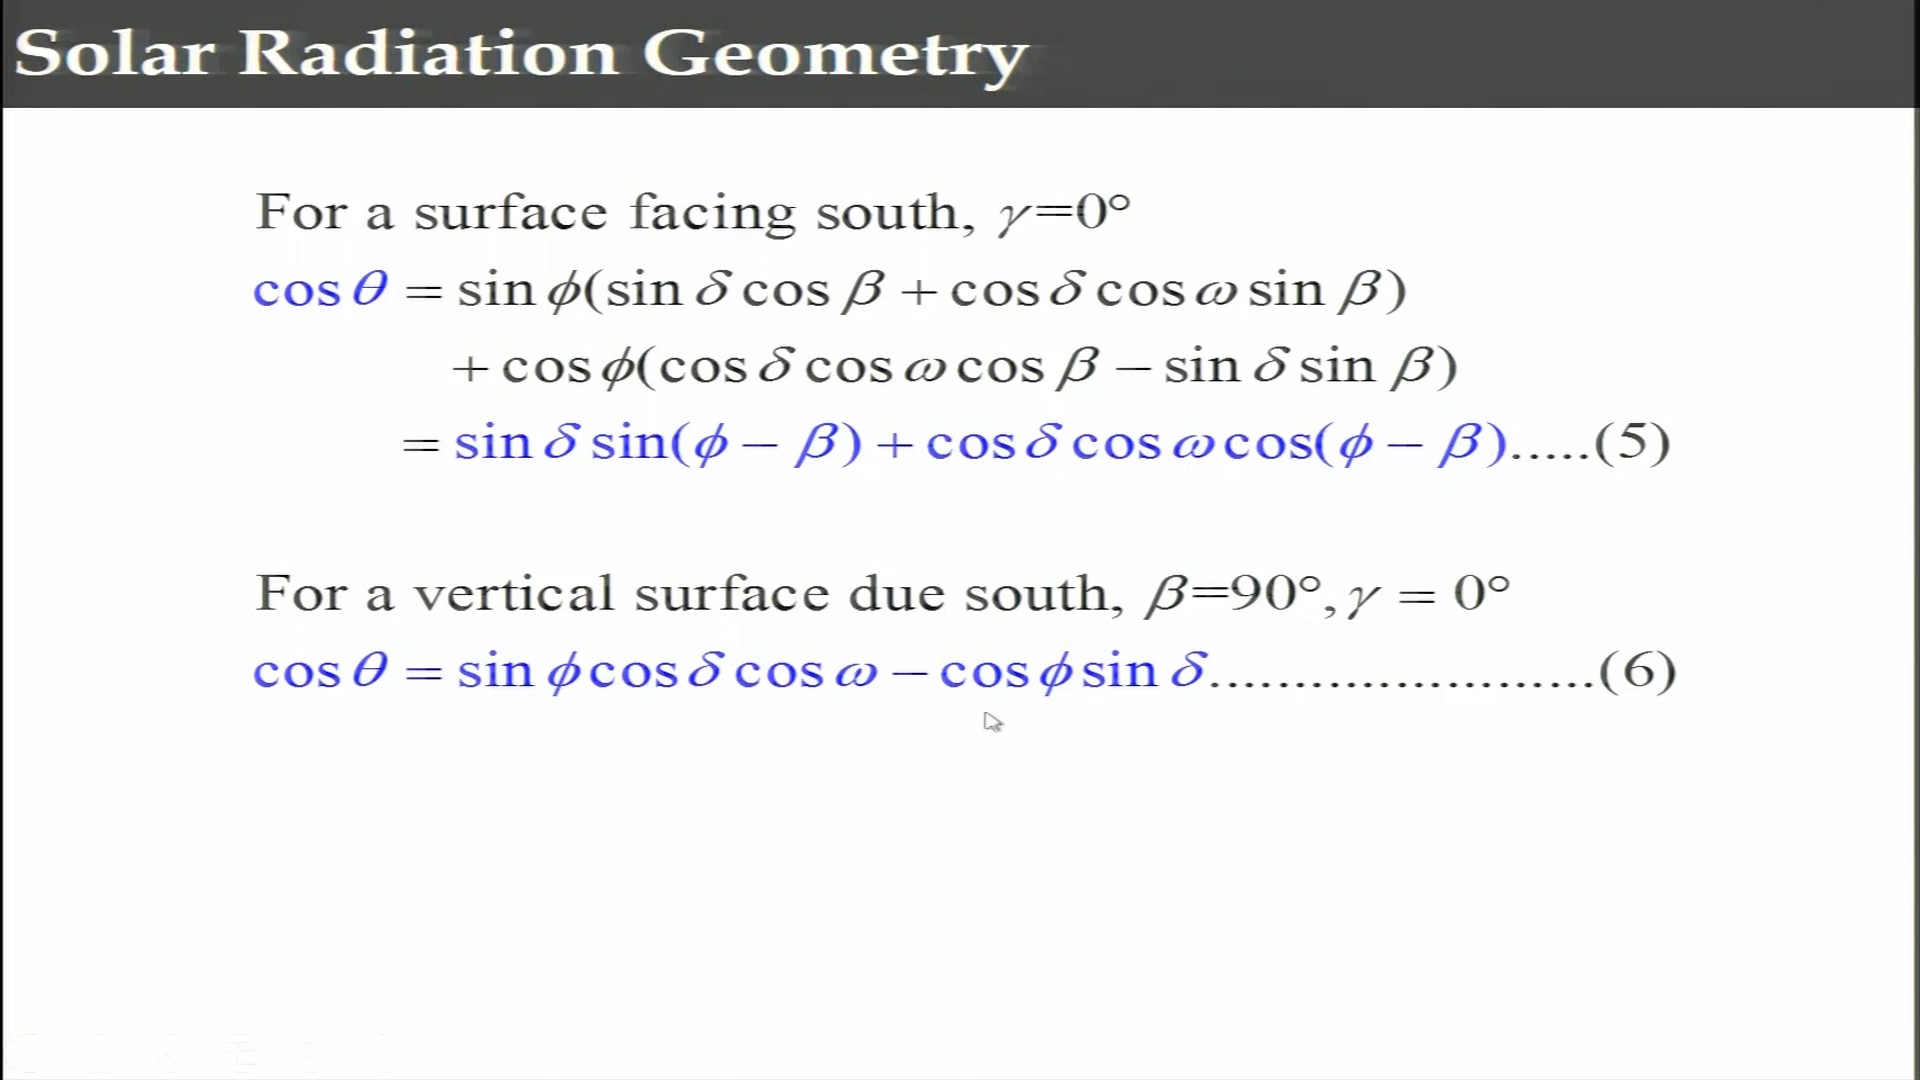 Solar Radiation Geometry
For a surface facing south, γ=0°
cos θ = sin ϕ(sin δ cos β + cos δ cos ω sin β)
+ cos ϕ(cos δ cos ω cos β − sin δ sin β)
= sin δ sin(ϕ − β) + cos δ cos ω cos(ϕ − β).....(5)
For a vertical surface due south, β=90°, γ = 0°
cos θ = sin ϕ cos δ cos ω − cos ϕ sin δ.......................(6)